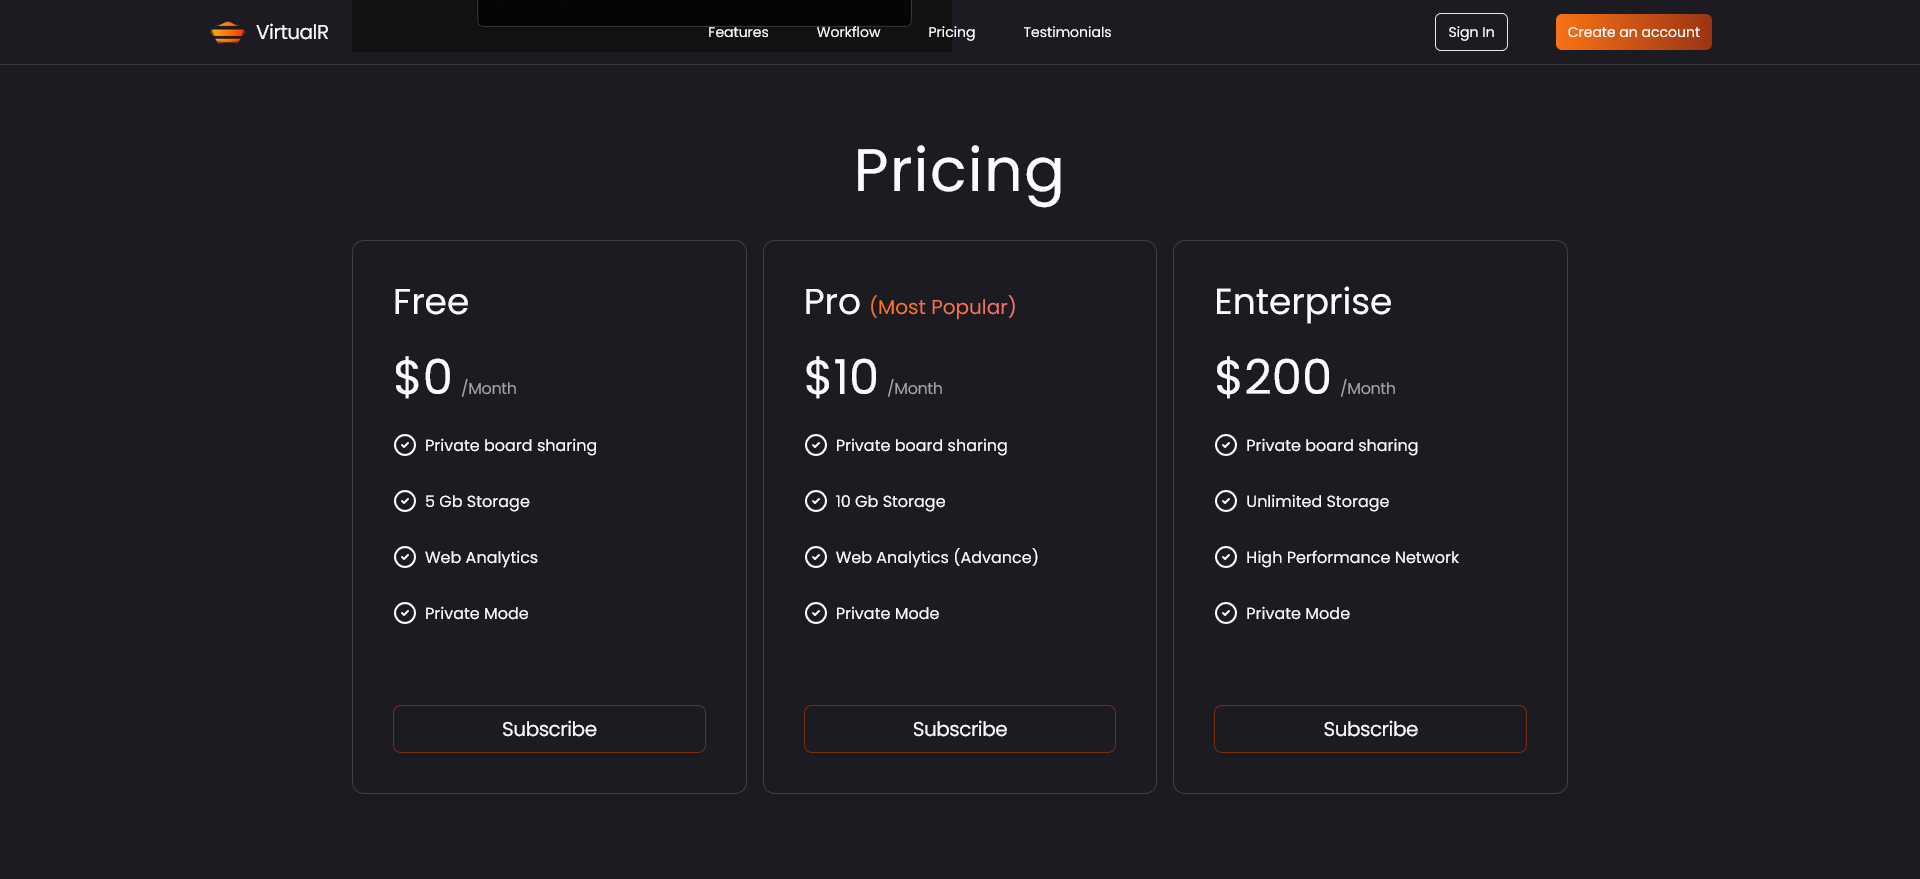 VirtualR
Features
Workflow
Pricing
Testimonials
Sign In
Create an account
Pricing
Free
$0 /Month
Private board sharing
5 Gb Storage
Web Analytics
Private Mode
Subscribe
Pro (Most Popular)
$10 /Month
Private board sharing
10 Gb Storage
Web Analytics (Advance)
Private Mode
Subscribe
Enterprise
$200 /Month
Private board sharing
Unlimited Storage
High Performance Network
Private Mode
Subscribe